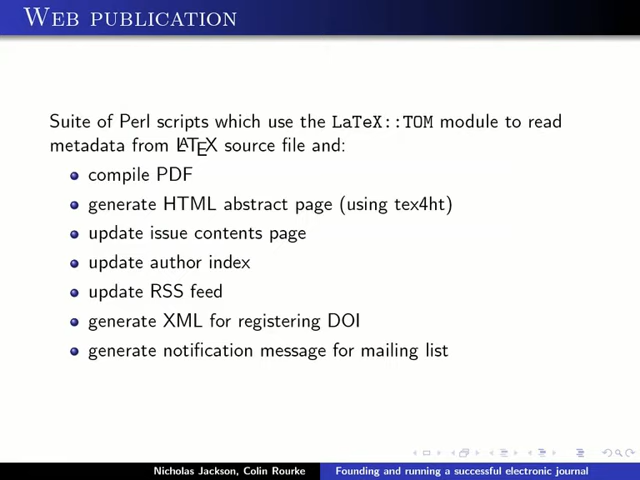 Web publication
Suite of Perl scripts which use the LaTeX::TOM module to read
metadata from LaTeX source file and:
compile PDF
generate HTML abstract page (using tex4ht)
update issue contents page
update author index
update RSS feed
generate XML for registering DOI
generate notification message for mailing list
Nicholas Jackson, Colin Rourke Founding and running a successful electronic journal